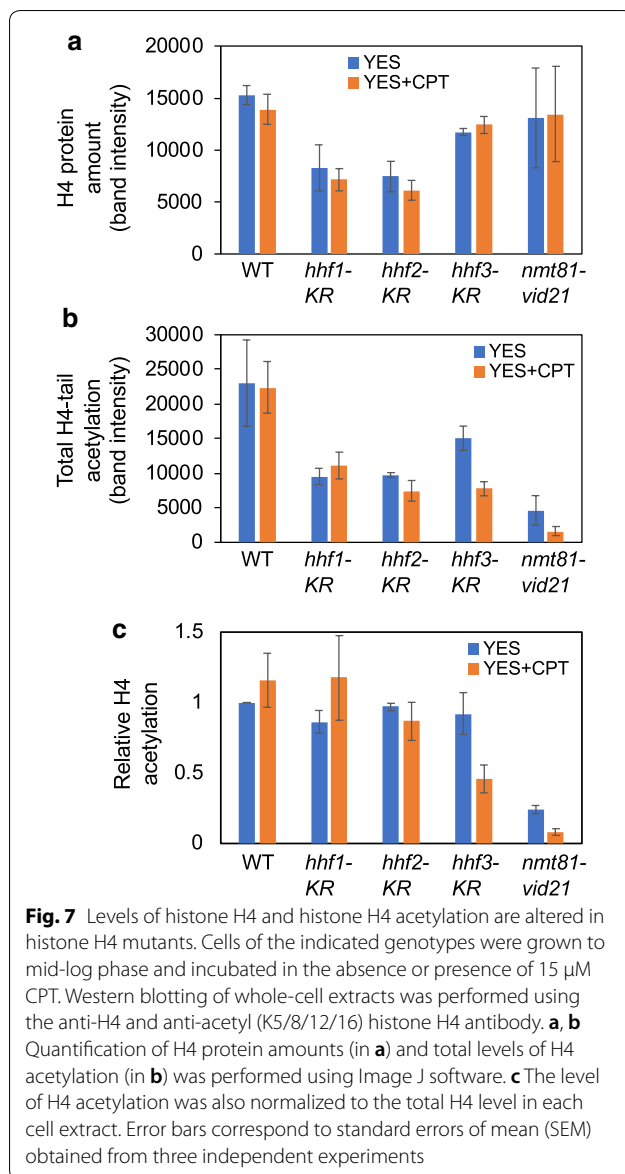 a
20000
15000
10000
5000
0
H4 protein
amount
(band intensity)
YES
YES+CPT
WT
hhf1-
KR
hhf2-
KR
hhf3-
KR
nmt81-
vid21
b
30000
25000
20000
15000
10000
5000
0
Total H4-tail
acetylation
(band intensity)
YES
YES+CPT
WT
hhf1-
KR
hhf2-
KR
hhf3-
KR
nmt81-
vid21
c
1.5
1
0.5
0
Relative H4
acetylation
YES
YES+CPT
WT
hhf1-
KR
hhf2-
KR
hhf3-
KR
nmt81-
vid21
Fig. 7 Levels of histone H4 and histone H4 acetylation are altered in
histone H4 mutants. Cells of the indicated genotypes were grown to
mid-log phase and incubated in the absence or presence of 15 µM
CPT. Western blotting of whole-cell extracts was performed using
the anti-H4 and anti-acetyl (K5/8/12/16) histone H4 antibody. a, b
Quantification of H4 protein amounts (in a) and total levels of H4
acetylation (in b) was performed using Image J software. c The level
of H4 acetylation was also normalized to the total H4 level in each
cell extract. Error bars correspond to standard errors of mean (SEM)
obtained from three independent experiments